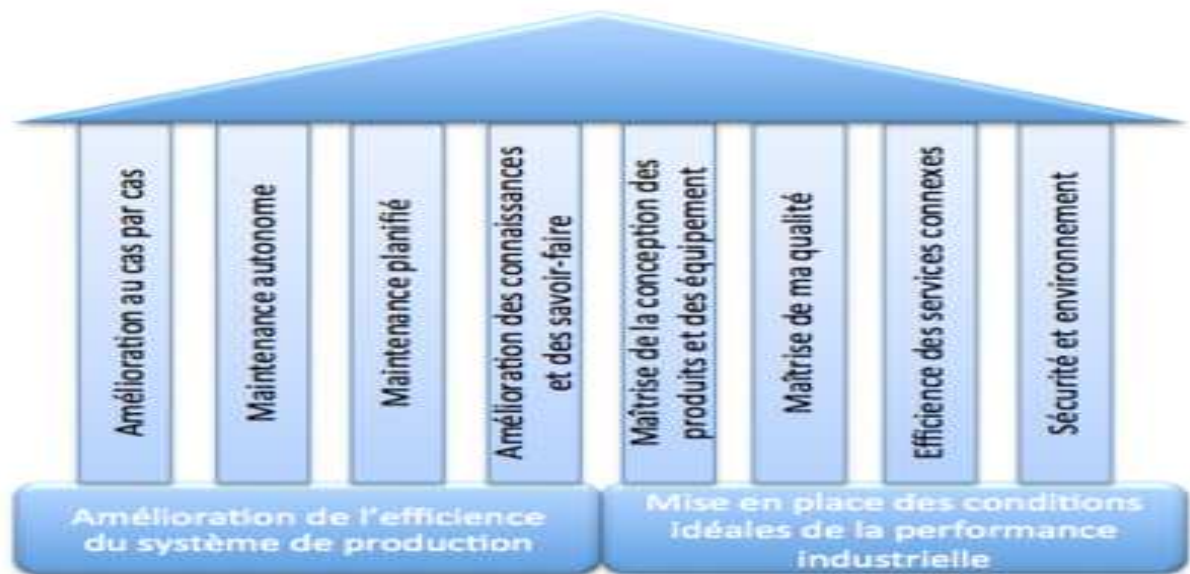 Amélioration au cas par cas
Maintenance autonome
Maintenance planifié
Amélioration des connaissances
et des savoir-faire
Maîtrise de la conception des
produits et des équipement
Maîtrise de ma qualité
Efficience des services connexes
Sécurité et environnement
Amélioration de l'efficience
du système de production
Mise en place des conditions
idéales de la performance
industrielle